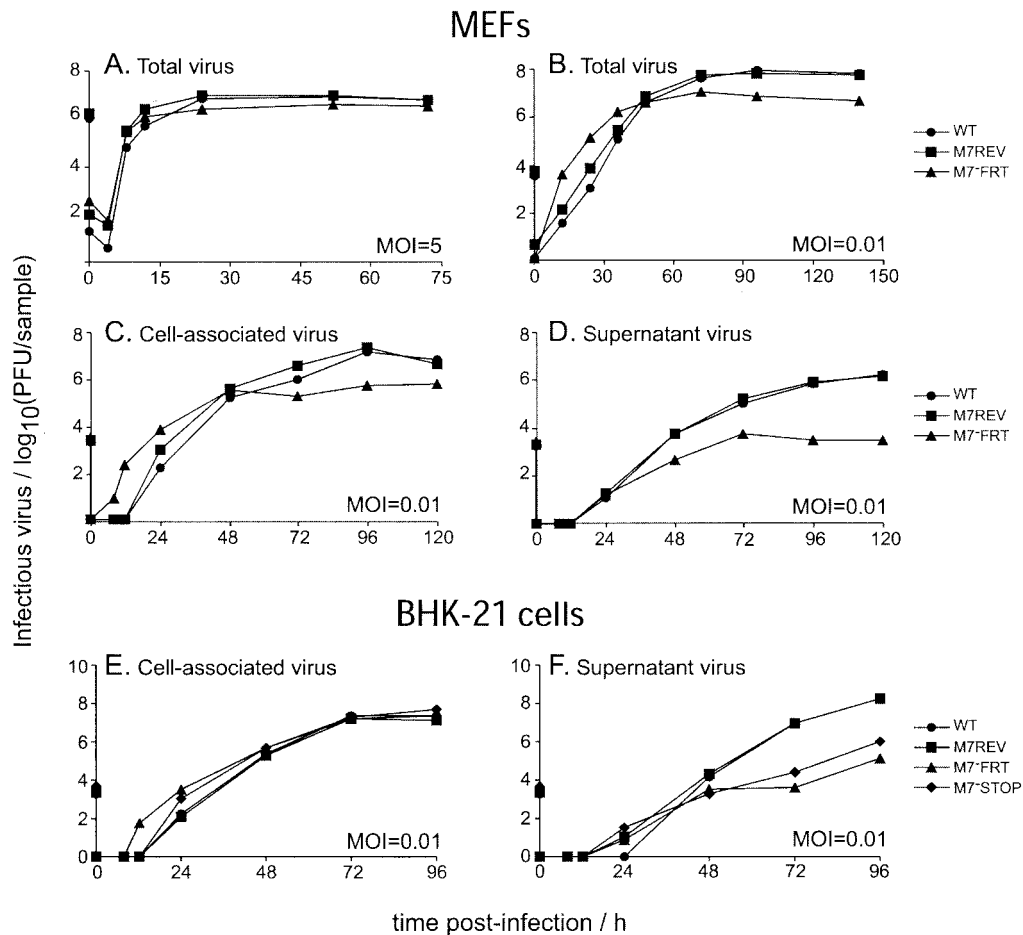 MEFs
A. Total virus
8
6
4
2
0 15 30 45 60 75
MOI=5
B. Total virus
8
6
4
2
0 30 60 90 120 150
MOI=0.01
WT
M7REV
M7-FRT
C. Cell-associated virus
8
6
4
2
0 24 48 72 96 120
MOI=0.01
D. Supernatant virus
8
6
4
2
0 24 48 72 96 120
MOI=0.01
WT
M7REV
M7-FRT
Infectious virus / log10(PFU/sample)
BHK-21 cells
E. Cell-associated virus
10
8
6
4
2
0
0 24 48 72 96
MOI=0.01
F. Supernatant virus
10
8
6
4
2
0
0 24 48 72 96
MOI=0.01
WT
M7REV
M7-FRT
M7-STOP
time post-infection / h